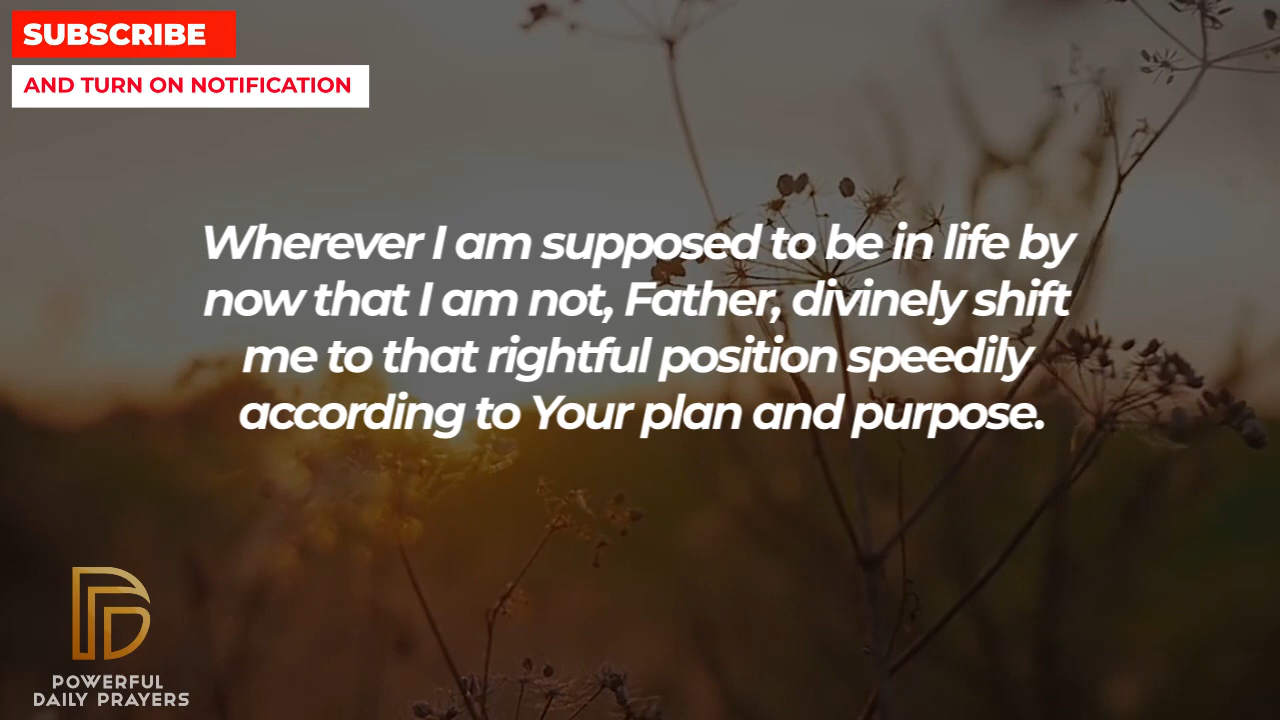 SUBSCRIBE
AND TURN ON NOTIFICATION
Wherever I am supposed to be in life by
now that I am not, Father, divinely shift
me to that rightful position speedily
according to Your plan and purpose.
POWERFUL
DAILY PRAYERS